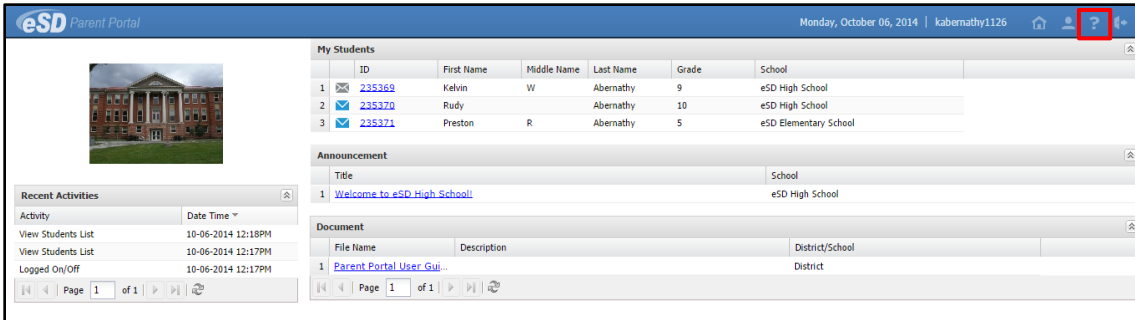 eSD Parent Portal
Monday, October 06, 2014 | kabernathy1126
?
My Students
ID First Name Middle Name Last Name Grade School
1 235369 Kelvin W Abernathy 9 eSD High School
2 235370 Rudy Abernathy 10 eSD High School
3 235371 Preston R Abernathy 5 eSD Elementary School
Announcement
Title School
1 Welcome to eSD High School! eSD High School
Recent Activities
Activity Date Time
View Students List 10-06-2014 12:18PM
View Students List 10-06-2014 12:17PM
Logged On/Off 10-06-2014 12:17PM
Page 1 of 1
Document
File Name Description District/School
1 Parent Portal User Gui... District
Page 1 of 1